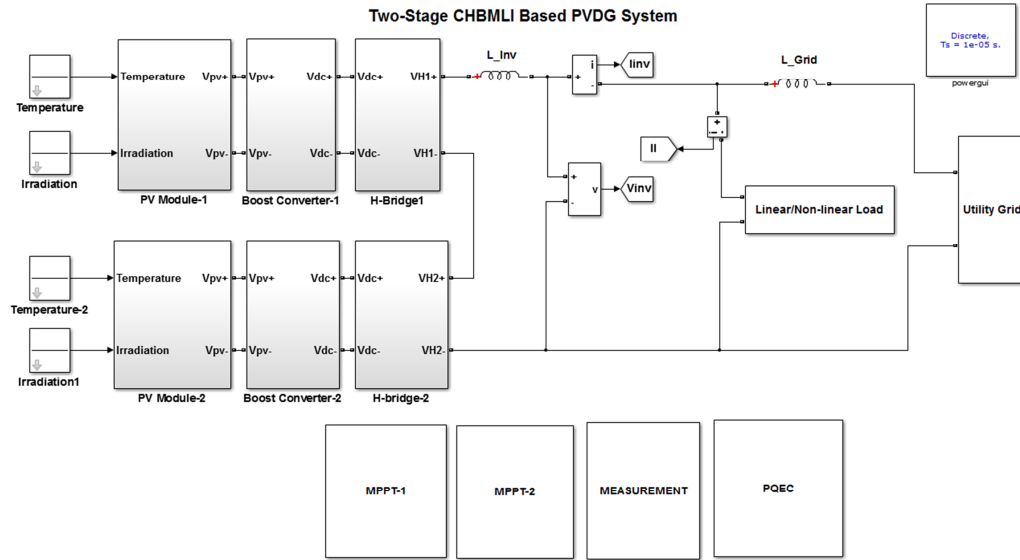 Two-Stage CHBMLI Based PVDG System
Discrete,
Ts = 1e-05 s.
powergui
Temperature
Irradiation
Temperature Vpv+
Irradiation Vpv-
PV Module-1
Vpv+ Vdc+
Vpv- Vdc-
Boost Converter-1
Vdc+ VH1+
Vdc- VH1-
H-Bridge1
L_Inv
+ i
-
Iinv
L_Grid
+
-
Il
+ v
-
Vinv
Linear/Non-linear Load
Utility Grid
Temperature-2
Irradiation1
Temperature Vpv+
Irradiation Vpv-
PV Module-2
Vpv+ Vdc+
Vpv- Vdc-
Boost Converter-2
Vdc+ VH2+
Vdc- VH2-
H-bridge-2
MPPT-1
MPPT-2
MEASUREMENT
PQEC